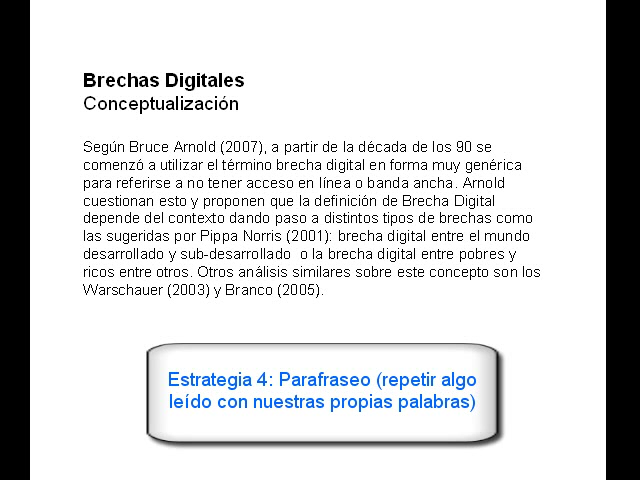 Brechas Digitales
Conceptualización
Según Bruce Arnold (2007), a partir de la década de los 90 se
comenzó a utilizar el término brecha digital en forma muy genérica
para referirse a no tener acceso en línea o banda ancha. Arnold
cuestionan esto y proponen que la definición de Brecha Digital
depende del contexto dando paso a distintos tipos de brechas como
las sugeridas por Pippa Norris (2001): brecha digital entre el mundo
desarrollado y sub-desarrollado o la brecha digital entre pobres y
ricos entre otros. Otros análisis similares sobre este concepto son los
Warschauer (2003) y Branco (2005).
Estrategia 4: Parafraseo (repetir algo
leído con nuestras propias palabras)